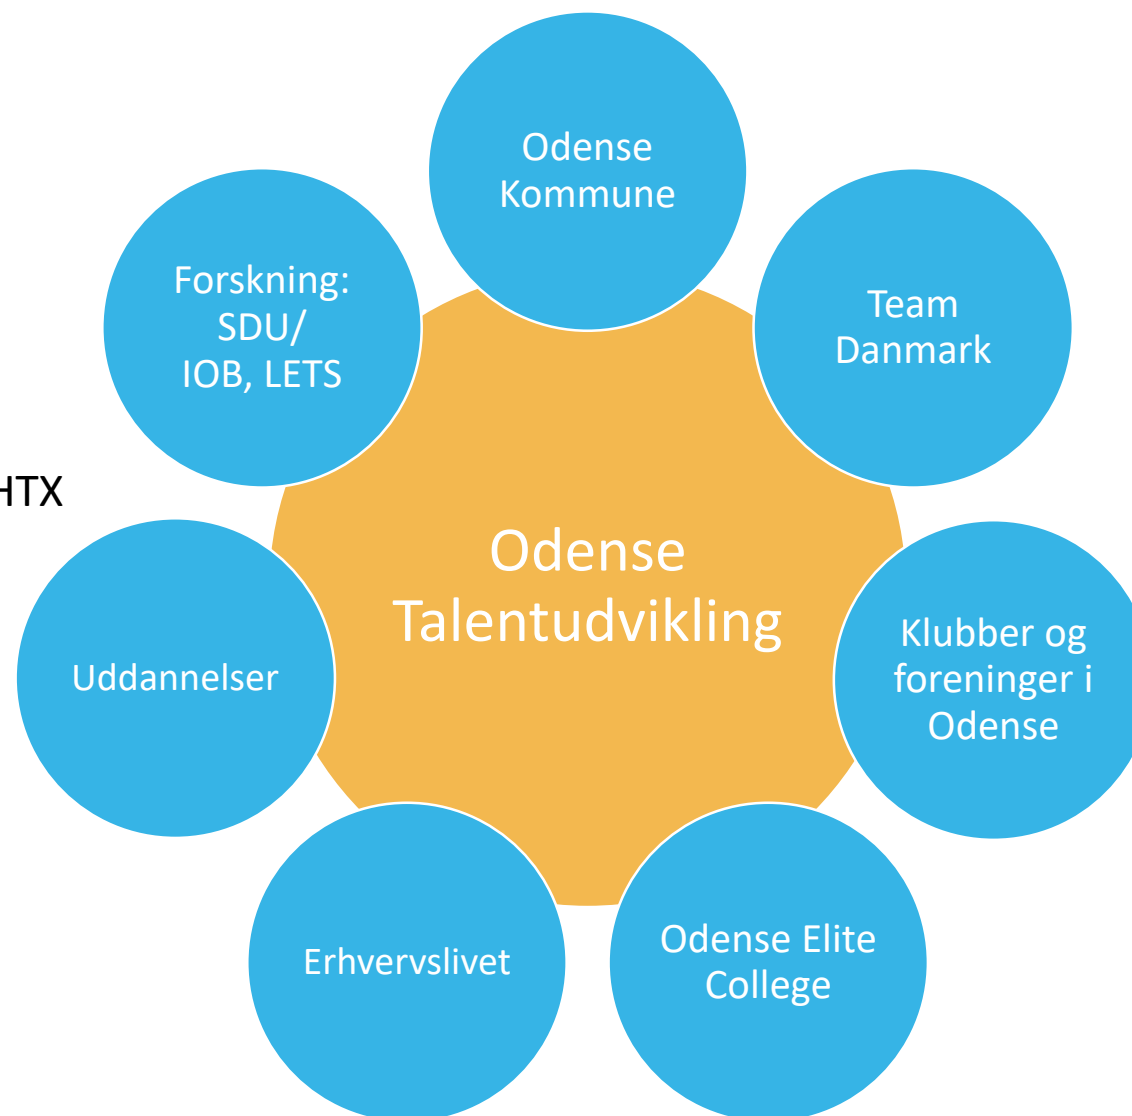 Odense
Kommune
Forskning:
SDU/
IOB, LETS
Team
Danmark
HTX
Odense
Talentudvikling
Uddannelser
Klubber og
foreninger i
Odense
Erhvervslivet
Odense Elite
College